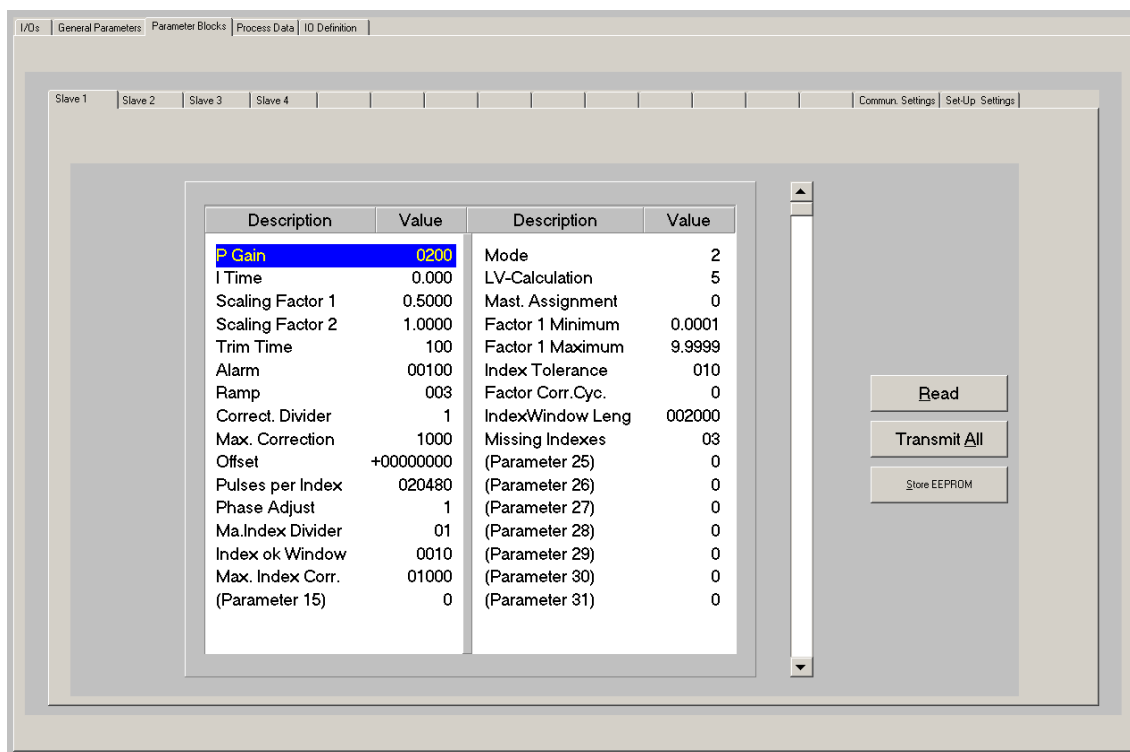 I/Os General Parameters Parameter Blocks Process Data IO Definition
Slave 1 Slave 2 Slave 3 Slave 4 Commun. Settings Set-Up Settings
Description Value Description Value
P Gain 0200 Mode 2
I Time 0.000 LV-Calculation 5
Scaling Factor 1 0.5000 Mast. Assignment 0
Scaling Factor 2 1.0000 Factor 1 Minimum 0.0001
Trim Time 100 Factor 1 Maximum 9.9999
Alarm 00100 Index Tolerance 010
Ramp 003 Factor Corr.Cyc. 0
Correct. Divider 1 IndexWindow Leng 002000
Max. Correction 1000 Missing Indexes 03
Offset +00000000 (Parameter 25) 0
Pulses per Index 020480 (Parameter 26) 0
Phase Adjust 1 (Parameter 27) 0
Ma.Index Divider 01 (Parameter 28) 0
Index ok Window 0010 (Parameter 29) 0
Max. Index Corr. 01000 (Parameter 30) 0
(Parameter 15) 0 (Parameter 31) 0
Read
Transmit All
Store EEPROM